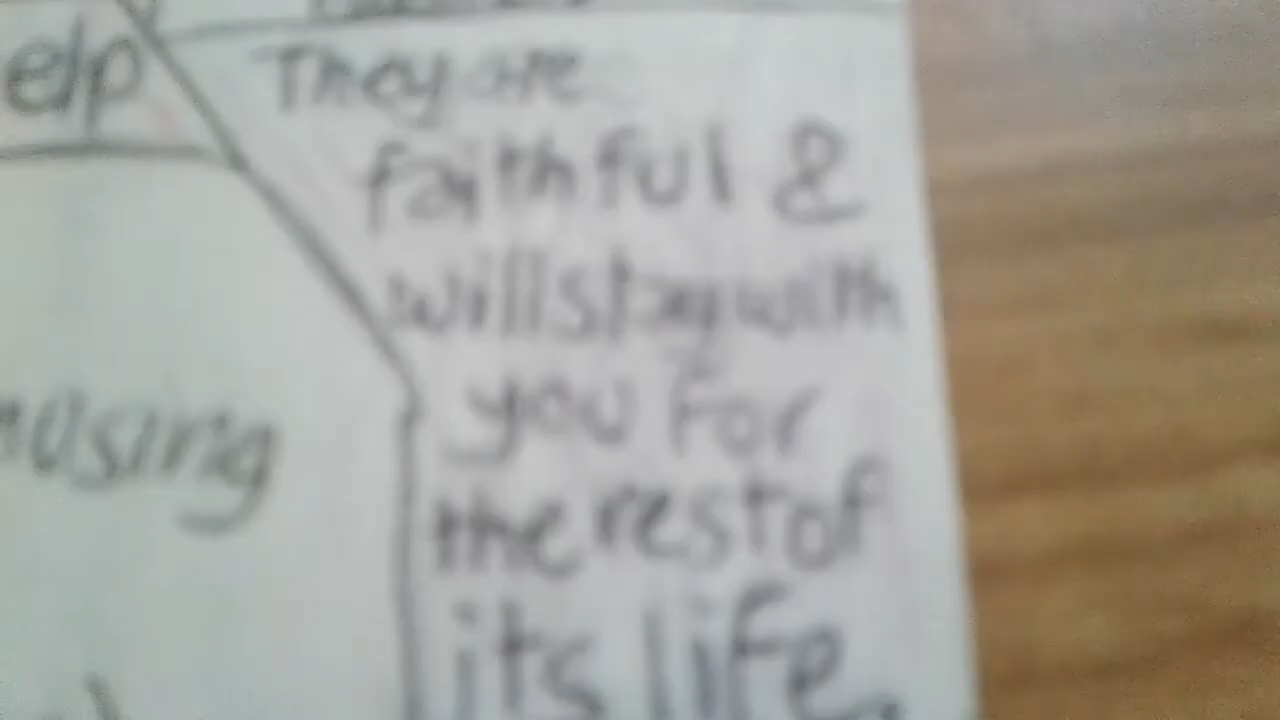 elp
They are
faithful &
will stay with
you For
the rest of
its life.
using